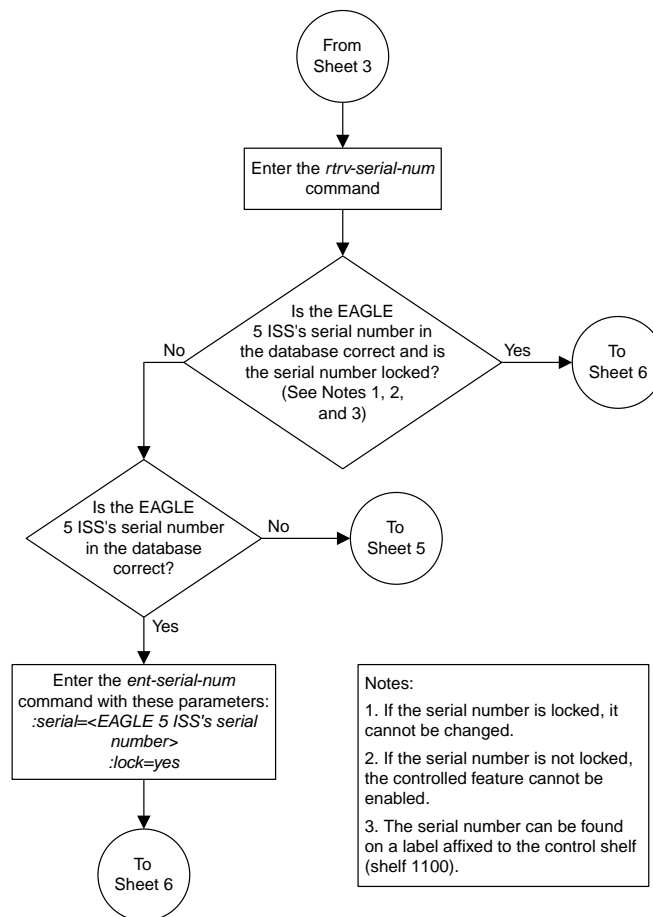 From
Sheet 3
Enter the rtrv-serial-num
command
Is the EAGLE
5 ISS's serial number in
the database correct and is
the serial number locked?
(See Notes 1, 2,
and 3)
No
Yes
To
Sheet 6
Is the EAGLE
5 ISS's serial number
in the database
correct?
No
To
Sheet 5
Yes
Enter the ent-serial-num
command with these parameters:
:serial=<EAGLE 5 ISS's serial
number>
:lock=yes
To
Sheet 6
Notes:
1. If the serial number is locked, it
cannot be changed.
2. If the serial number is not locked,
the controlled feature cannot be
enabled.
3. The serial number can be found
on a label affixed to the control shelf
(shelf 1100).